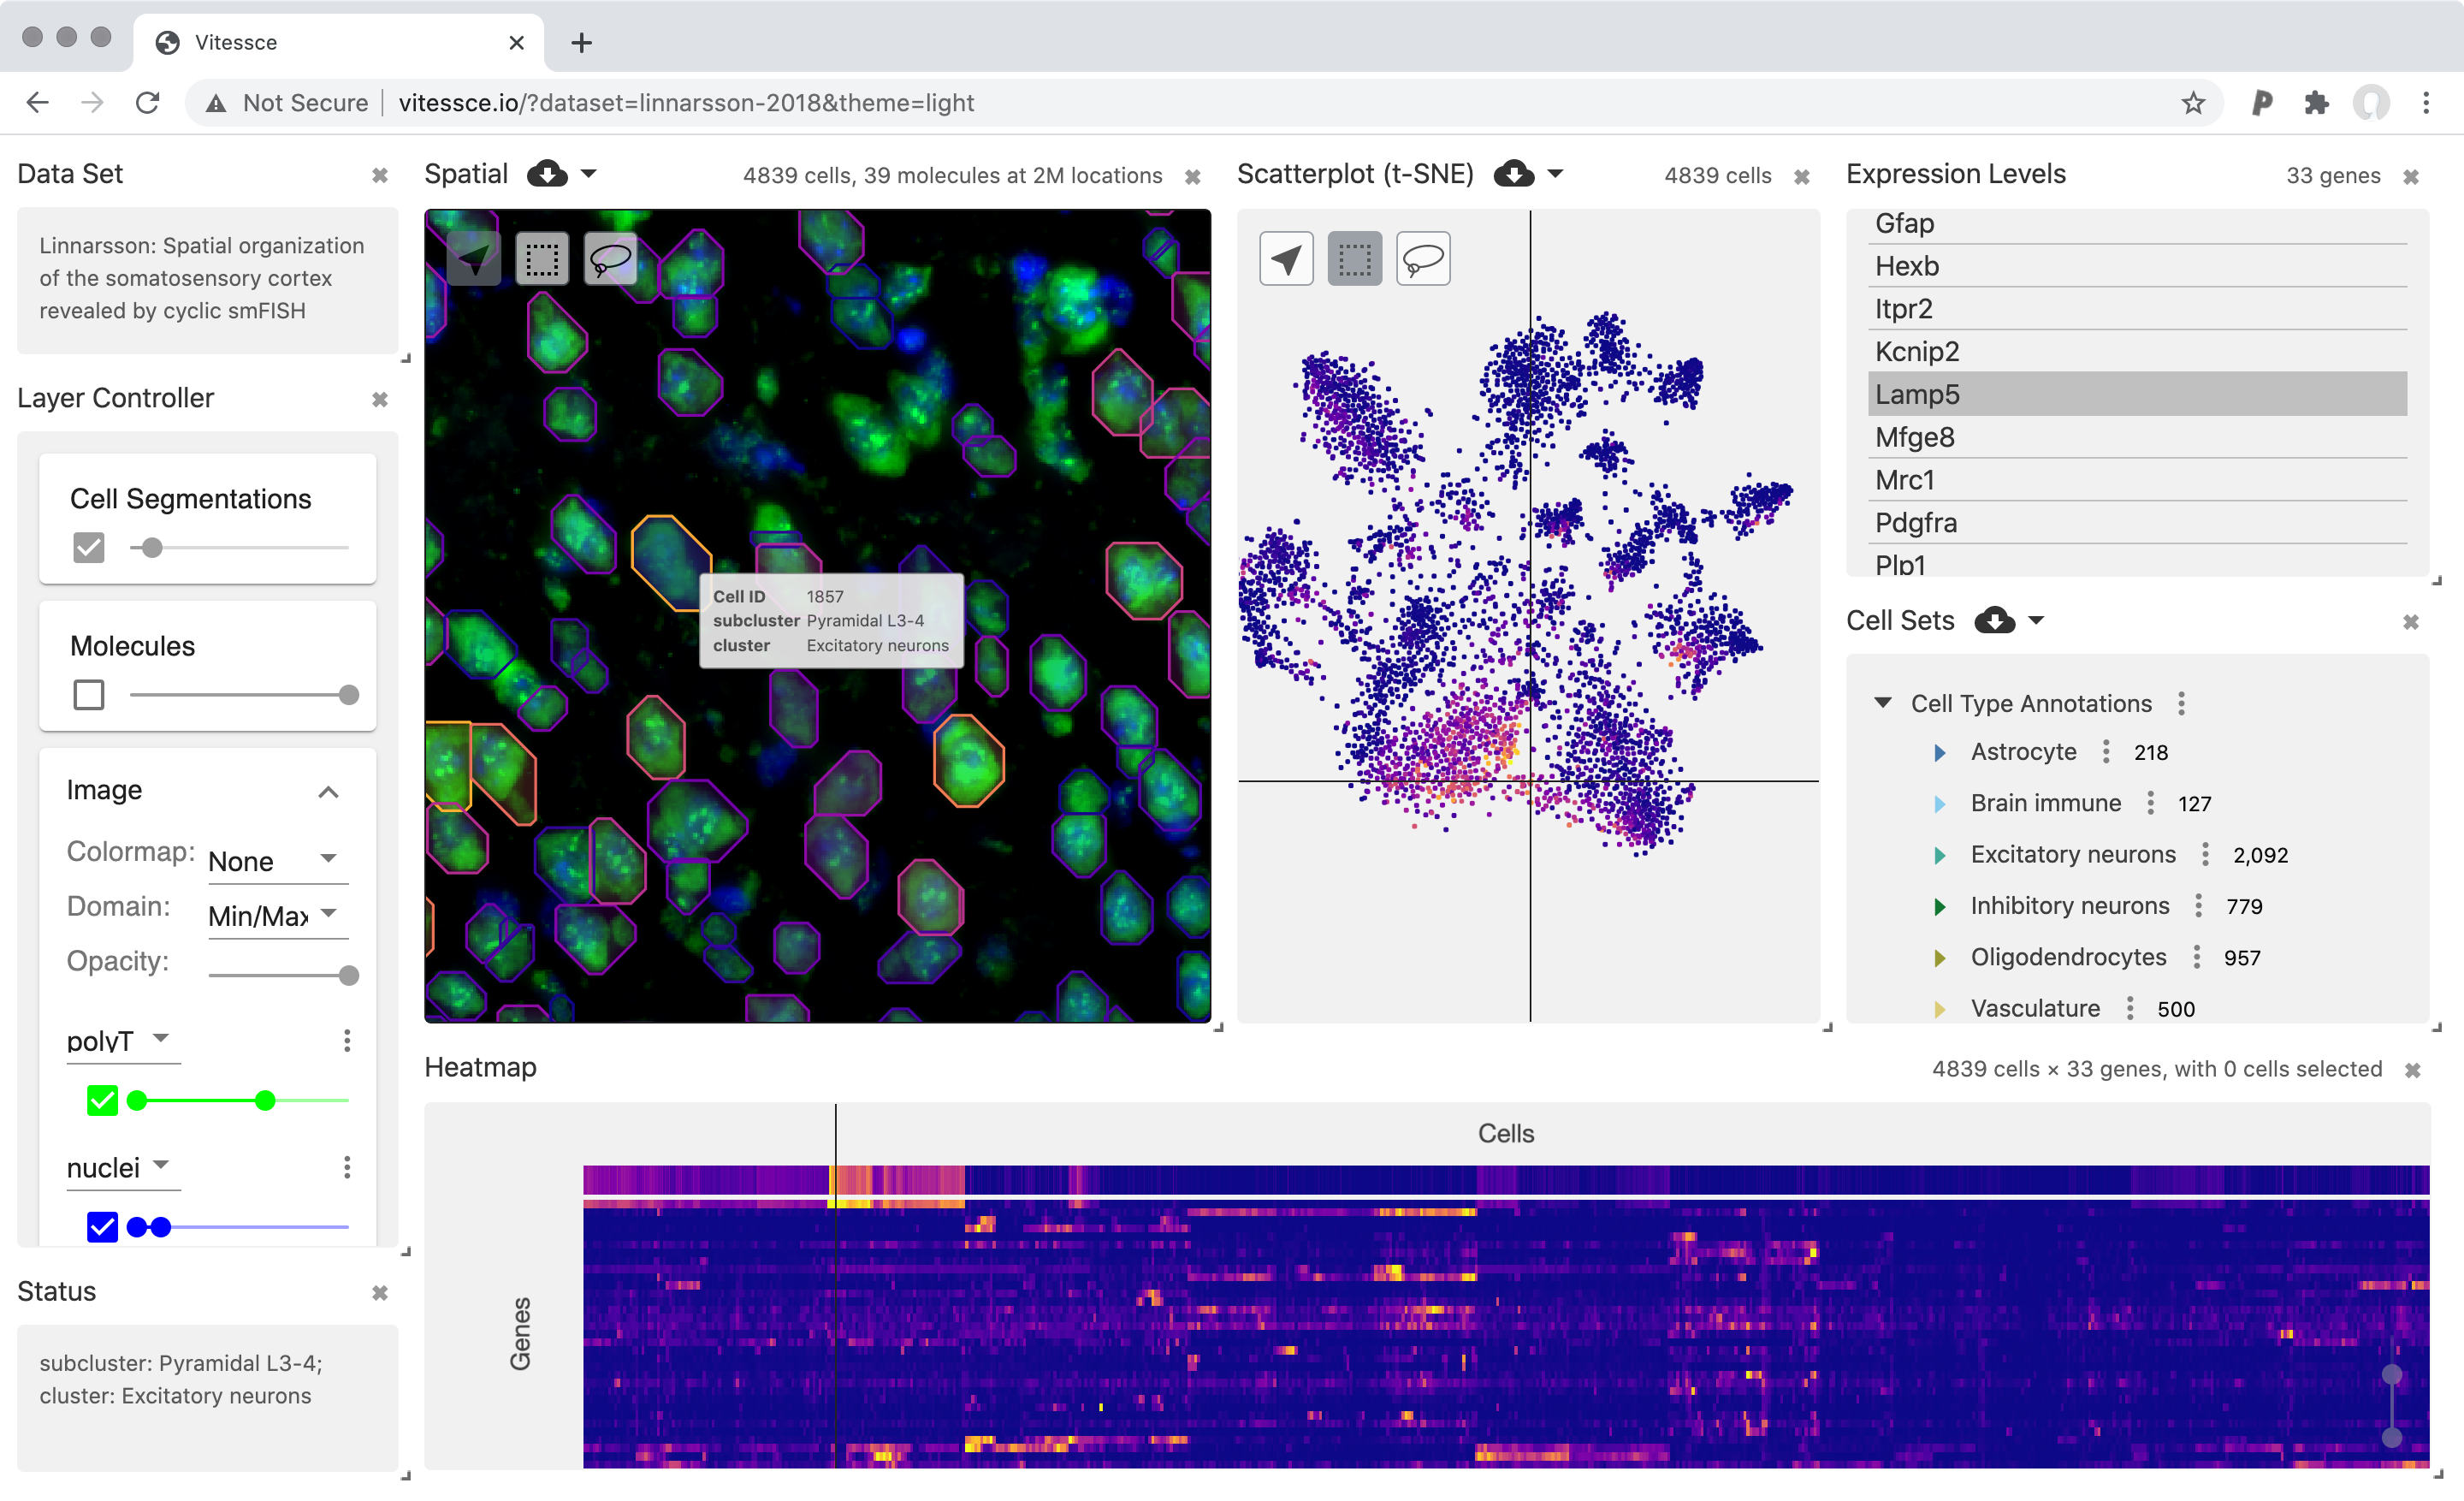 Vitessce
Not Secure
vitessce.io/?dataset=linnarsson-2018&theme=light
Data Set
Linnarsson: Spatial organization
of the somatosensory cortex
revealed by cyclic smFISH
Layer Controller
Cell Segmentations
Molecules
Image
Colormap: None
Domain: Min/Max
Opacity:
polyT
nuclei
Status
subcluster: Pyramidal L3-4;
cluster: Excitatory neurons
Spatial
4839 cells, 39 molecules at 2M locations
Cell ID 1857
subcluster Pyramidal L3-4
cluster Excitatory neurons
Scatterplot (t-SNE)
4839 cells
Expression Levels
33 genes
Gfap
Hexb
Itpr2
Kcnip2
Lamp5
Mfge8
Mrc1
Pdgfra
Plp1
Cell Sets
Cell Type Annotations
Astrocyte 218
Brain immune 127
Excitatory neurons 2,092
Inhibitory neurons 779
Oligodendrocytes 957
Vasculature 500
Heatmap
4839 cells × 33 genes, with 0 cells selected
Cells
Genes